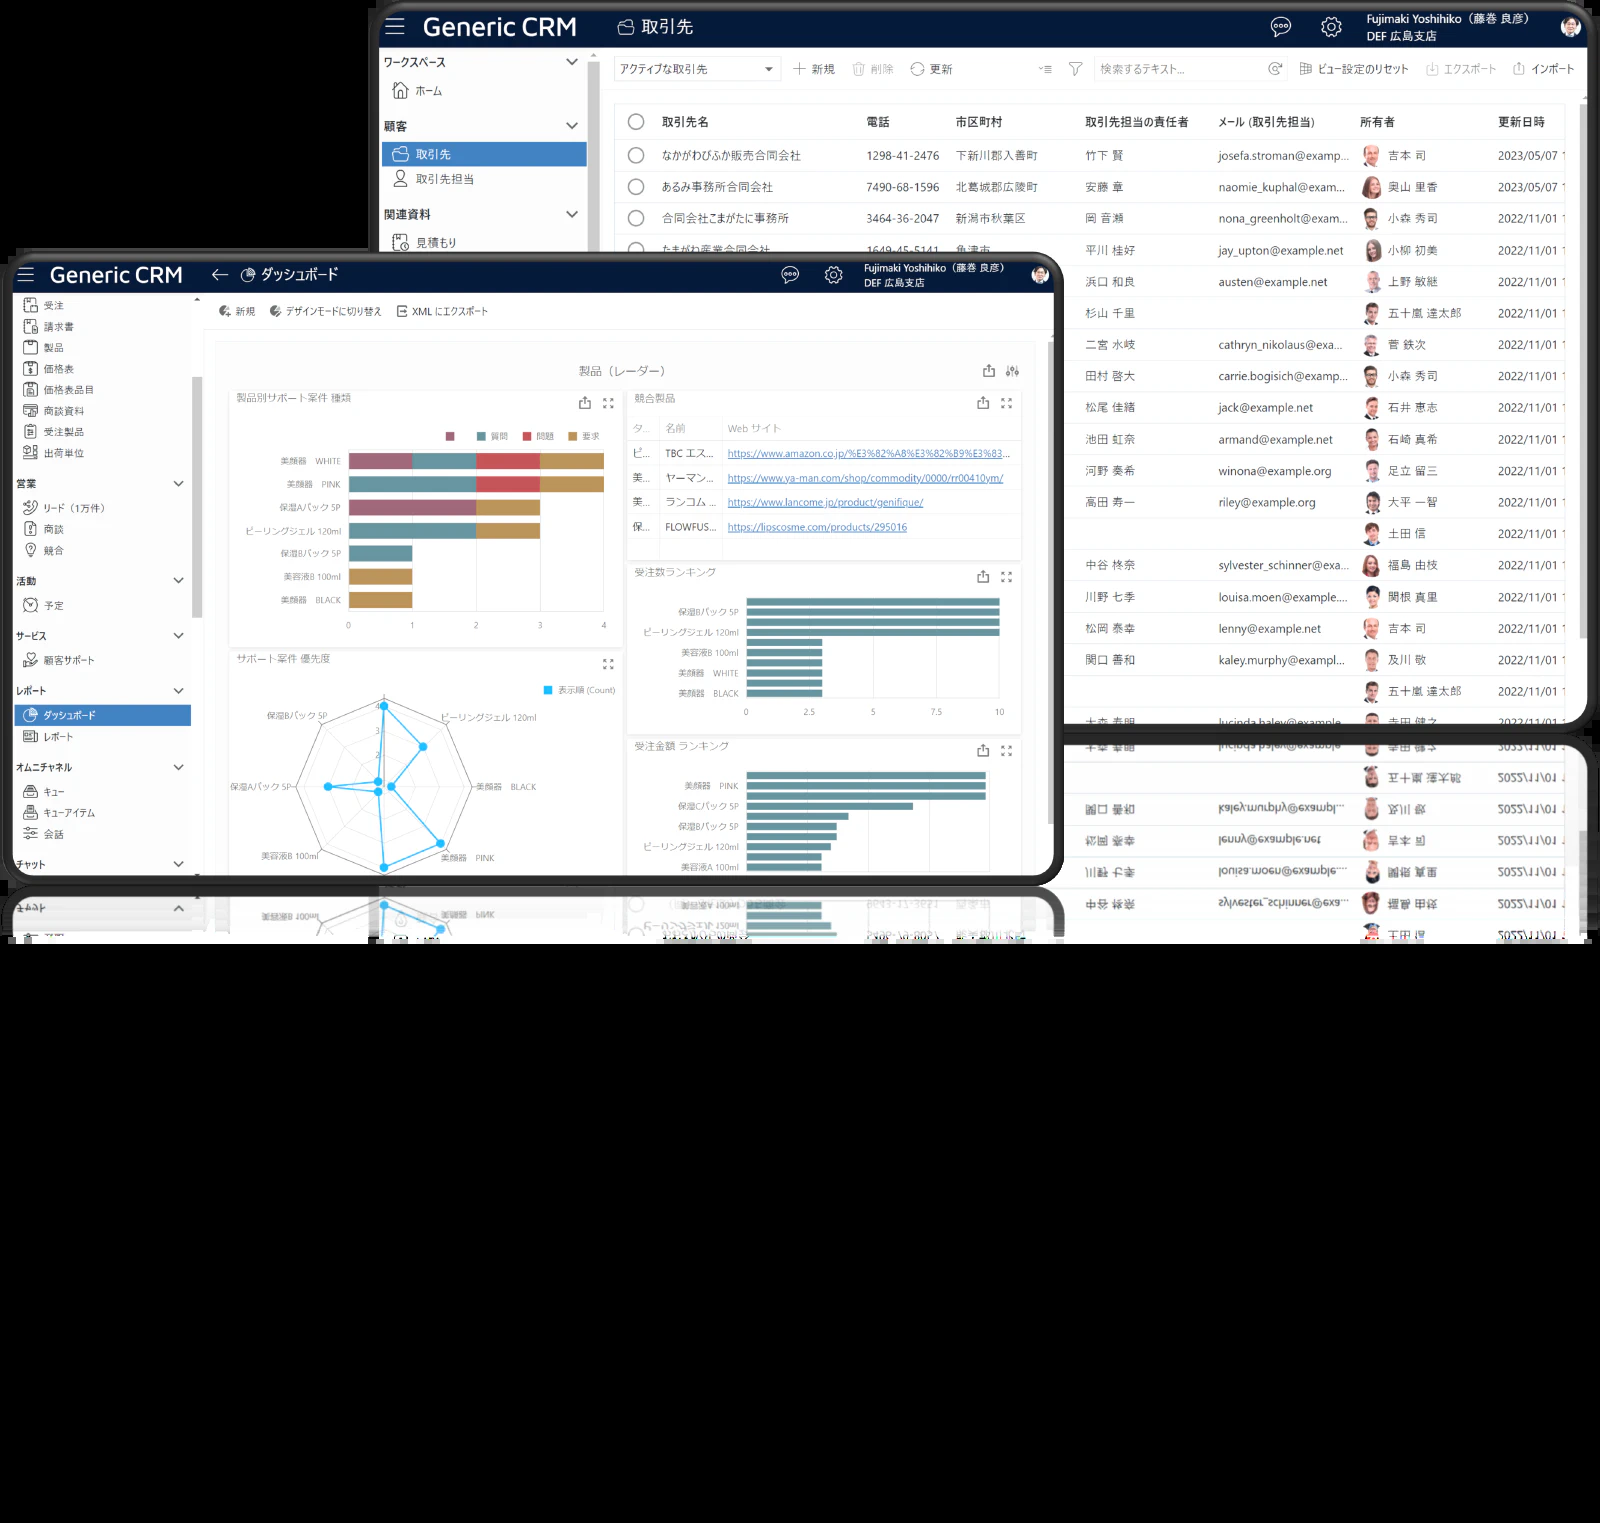 Generic CRM
取引先
Fujimaki Yoshihiko（藤巻 良彦）
DEF 広島支店
ワークスペース
ホーム
顧客
取引先
取引先担当
関連資料
見積もり
アクティブな取引先
新規
削除
更新
検索するテキスト...
ビュー設定のリセット
エクスポート
インポート
取引先名 電話 市区町村 取引先担当の責任者 メール (取引先担当) 所有者 更新日時
なかがわびふか販売合同会社 1298-41-2476 下新川郡入善町 竹下 賢 josefa.stroman@examp... 吉本 司 2023/05/07
あるみ事務所合同会社 7490-68-1596 北葛城郡広陵町 安藤 章 naomie_kuphal@exam... 奥山 里香 2023/05/07
合同会社こまがたに事務所 3464-36-2047 新潟市秋葉区 岡 音瀬 nona_greenholt@exam... 小森 秀司 2022/11/01
たまがわ産業合同会社 1649-45-5141 魚津市 平川 桂好 jay_upton@example.net 小柳 初美 2022/11/01
浜口 和良 austen@example.net 上野 敏継 2022/11/01
杉山 千里 五十嵐 達太郎 2022/11/01
二宮 水岐 cathryn_nikolaus@exa... 菅 鉄次 2022/11/01
田村 啓大 carrie.bogisich@examp... 小森 秀司 2022/11/01
松尾 佳緒 jack@example.net 石井 恵志 2022/11/01
池田 虹奈 armand@example.net 石崎 真希 2022/11/01
河野 奏希 winona@example.org 足立 留三 2022/11/01
高田 寿一 riley@example.org 大平 一智 2022/11/01
土田 信 2022/11/01
中谷 柊奈 sylvester_schinner@exa... 福島 由枝 2022/11/01
川野 七季 louisa.moen@example.... 関根 真里 2022/11/01
松岡 泰幸 lenny@example.net 吉本 司 2022/11/01
関口 善和 kaley.murphy@exampl... 及川 敬 2022/11/01
五十嵐 達太郎 2022/11/01
大森 泰明 lucinda.haley@example... 寺田 健之 2022/11/01
Generic CRM
ダッシュボード
Fujimaki Yoshihiko（藤巻 良彦）
DEF 広島支店
受注
請求書
製品
価格表
価格表品目
商談資料
受注製品
出荷単位
営業
リード（1万件）
商談
競合
活動
予定
サービス
顧客サポート
レポート
ダッシュボード
レポート
オムニチャネル
キュー
キューアイテム
会話
チャット
新規
デザインモードに切り替え
XML にエクスポート
製品（レーダー）
製品別サポート案件 種類
質問 問題 要求
美顔器 WHITE
美顔器 PINK
保湿Aパック 5P
ピーリングジェル 120ml
保湿Bパック 5P
美容液B 100ml
美顔器 BLACK
0 1 2 3 4
サポート案件 優先度
表示順 (Count)
4
3
2
ピーリングジェル 120ml
美顔器 BLACK
美顔器 PINK
美容液B 100ml
保湿Aパック 5P
保湿Bパック 5P
競合製品
タ... 名前 Web サイト
ビ... TBC エス... https://www.amazon.co.jp/%E3%82%A8%E3%82%B9%E3%83...
美... ヤーマン... https://www.ya-man.com/shop/commodity/0000/rr00410ym/
美... ランコム ... https://www.lancome.jp/product/genifique/
保... FLOWFUS... https://lipscosme.com/products/295016
受注数ランキング
保湿Bパック 5P
ピーリングジェル 120ml
美容液B 100ml
美顔器 WHITE
美顔器 BLACK
0 2.5 5 7.5 10
受注金額 ランキング
美顔器 PINK
保湿Cパック 5P
保湿Bパック 5P
ピーリングジェル 120ml
美容液A 100ml